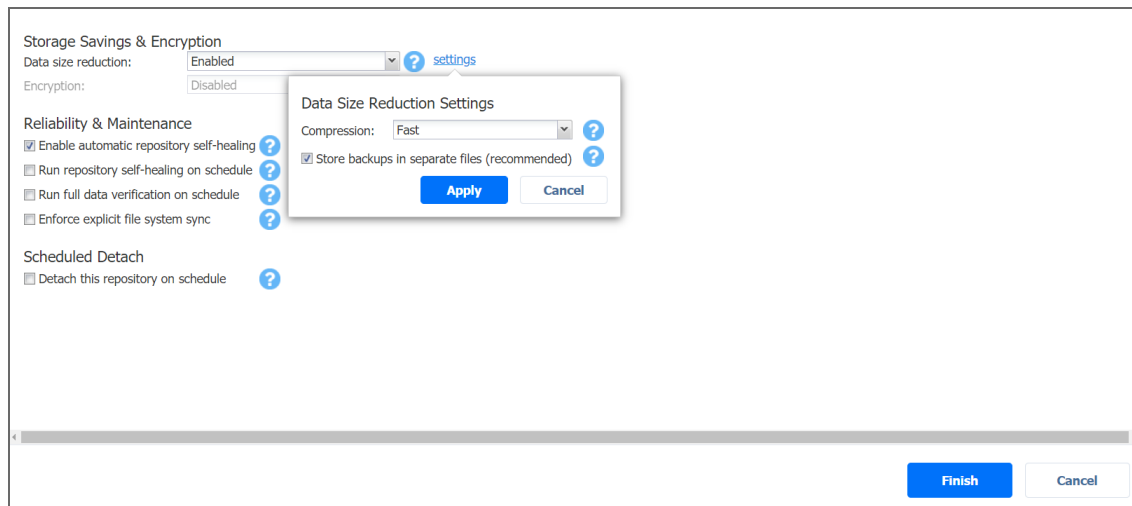 Storage Savings & Encryption
Data size reduction: Enabled ? settings
Encryption: Disabled
Data Size Reduction Settings
Compression: Fast ?
Store backups in separate files (recommended) ?
Apply Cancel
Reliability & Maintenance
Enable automatic repository self-healing ?
Run repository self-healing on schedule ?
Run full data verification on schedule ?
Enforce explicit file system sync ?
Scheduled Detach
Detach this repository on schedule ?
Finish Cancel